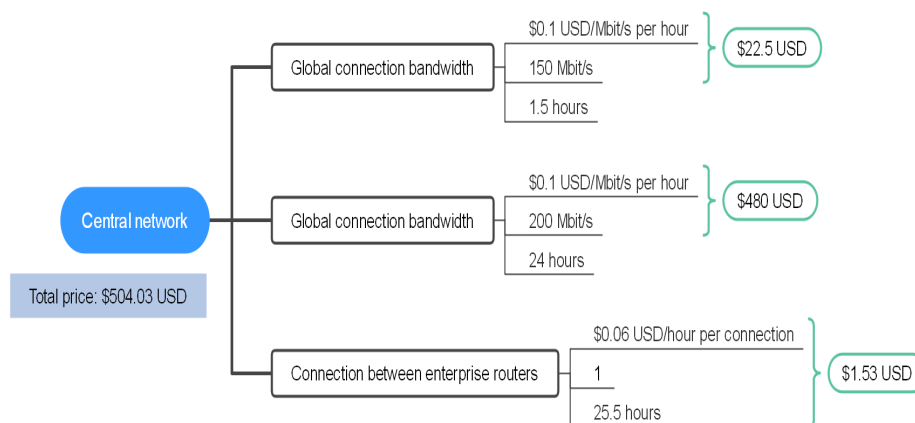 $0.1 USD/Mbit/s per hour
Global connection bandwidth
150 Mbit/s
$22.5 USD
1.5 hours
$0.1 USD/Mbit/s per hour
Central network
Global connection bandwidth
200 Mbit/s
$480 USD
24 hours
Total price: $504.03 USD
$0.06 USD/hour per connection
Connection between enterprise routers
1
$1.53 USD
25.5 hours